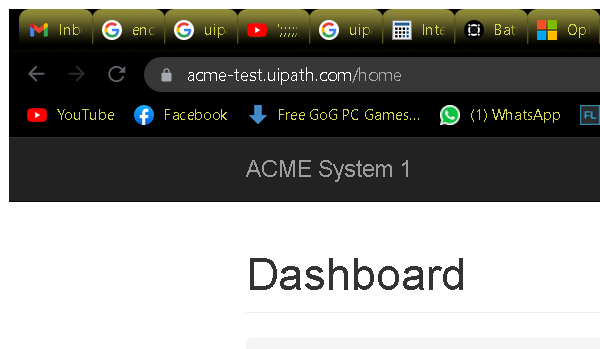 Inb enc uip ';;;;; uip Inte Bat Op
acme-test.uipath.com/home
YouTube Facebook Free GoG PC Games... (1) WhatsApp FL
ACME System 1
Dashboard